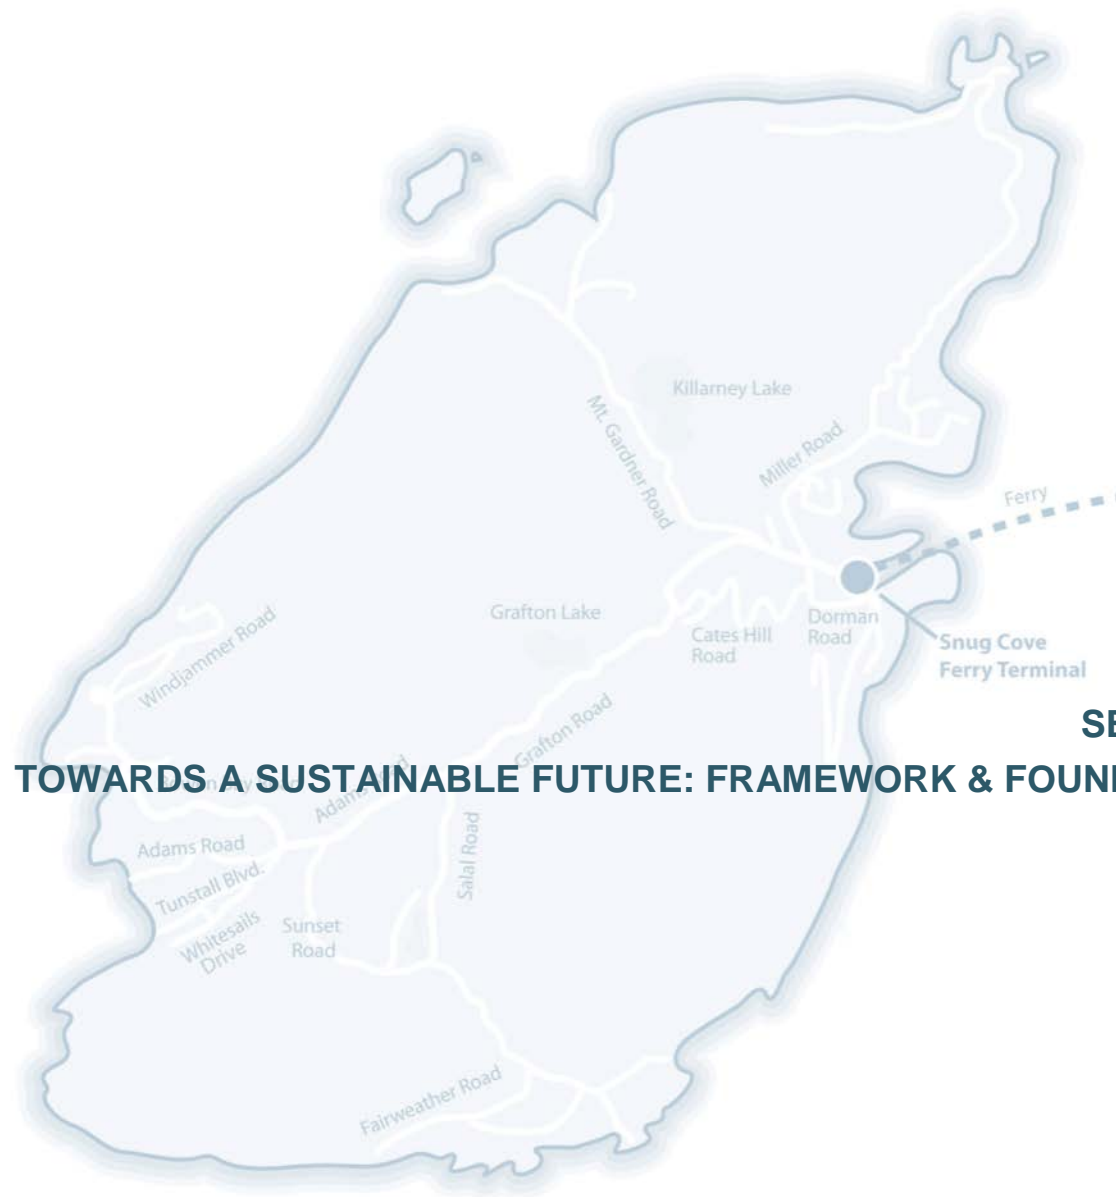 Killarney Lake
Mt. Gardner Road
Miller Road
Ferry
Grafton Lake
Cates Hill
Road
Dorman
Road
Snug Cove
Ferry Terminal
Windjammer Road
Grafton Road
SE
TOWARDS A SUSTAINABLE FUTURE: FRAMEWORK & FOUN
Adams
Adams Road
Tunstall Blvd.
Whitesails
Drive
Sunset
Road
Salal Road
Fairweather Road